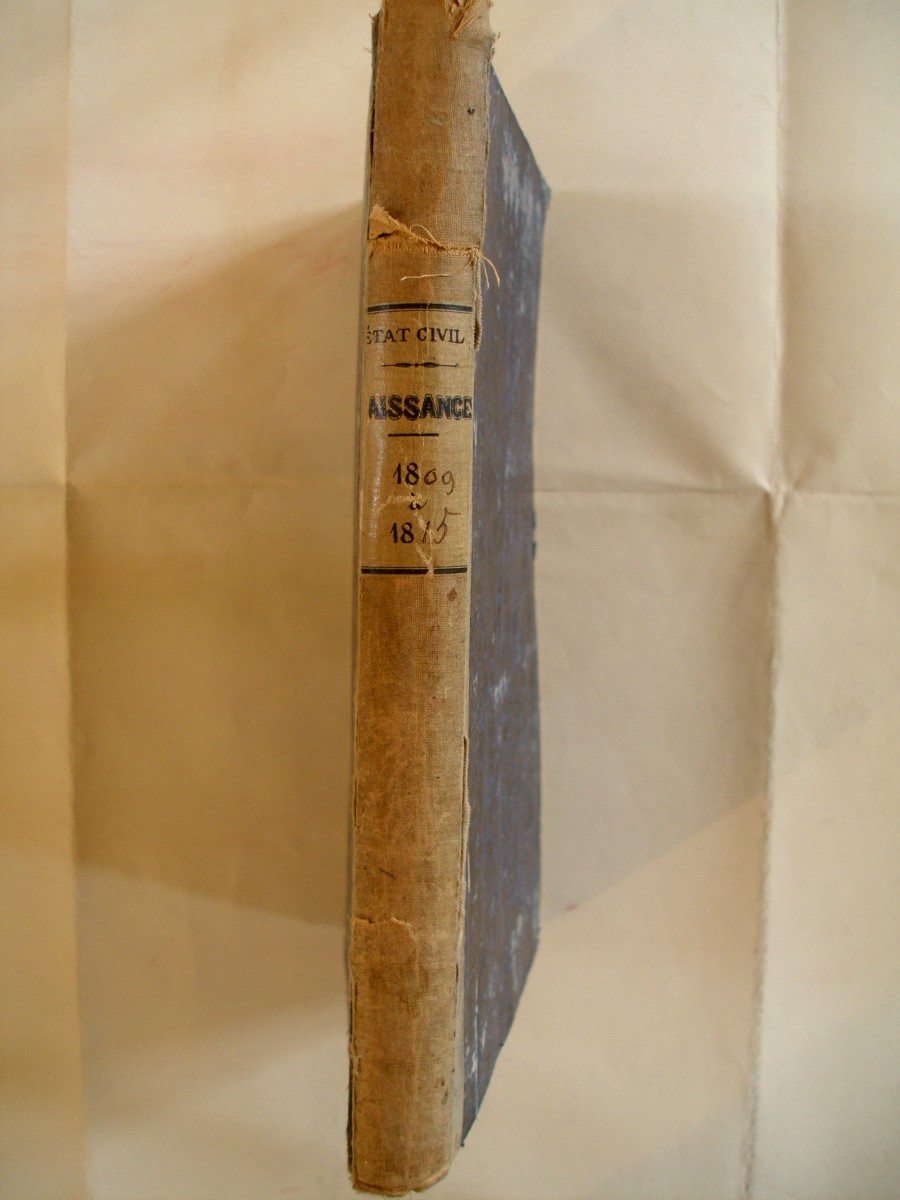 ÉTAT CIVIL
AISSANCE
1809
à
1815